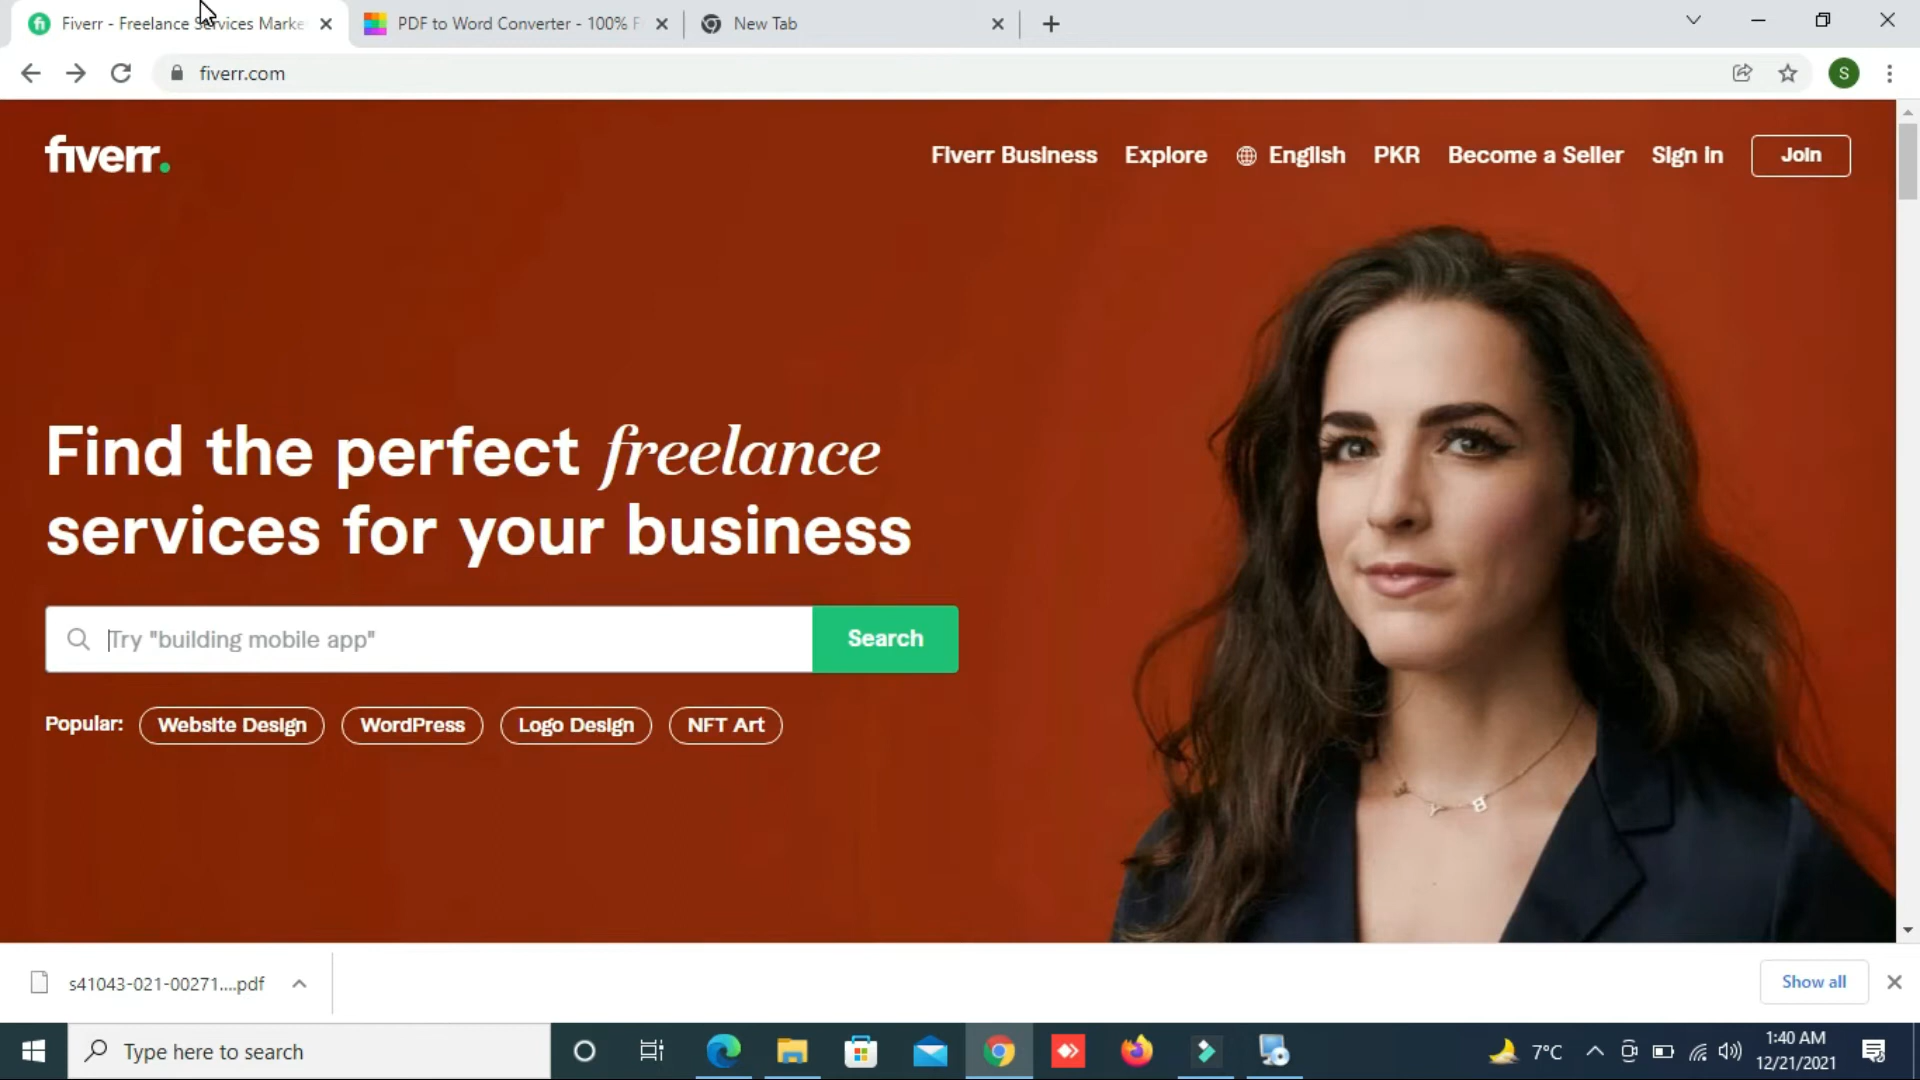 Fiverr - Freelance Services Marke
PDF to Word Converter - 100% F
New Tab
fiverr.com
S
fiverr.
Fiverr Business
Explore
English
PKR
Become a Seller
Sign in
Join
Find the perfect freelance
services for your business
Try "building mobile app"
Search
Popular:
Website Design
WordPress
Logo Design
NFT Art
s41043-021-00271....pdf
Show all
Type here to search
7°C
1:40 AM
12/21/2021